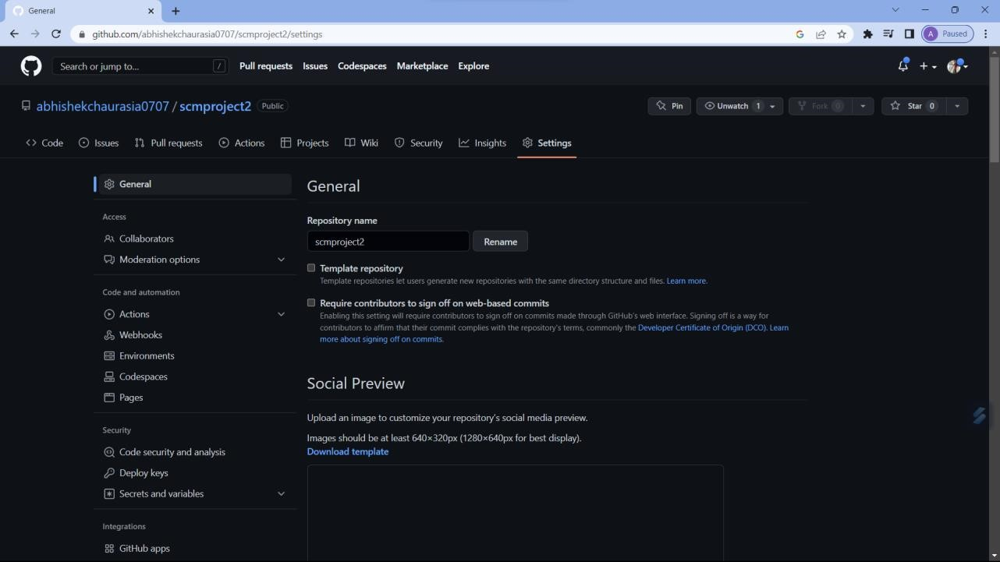 General
github.com/abhishekchaurasia0707/scmproject2/settings
A Paused
Search or jump to... /
Pull requests Issues Codespaces Marketplace Explore
abhishekchaurasia0707 / scmproject2 Public
Pin Unwatch 1 Fork 0 Star 0
Code Issues Pull requests Actions Projects Wiki Security Insights Settings
General
Access
Collaborators
Moderation options
Code and automation
Actions
Webhooks
Environments
Codespaces
Pages
Security
Code security and analysis
Deploy keys
Secrets and variables
Integrations
GitHub apps
General
Repository name
scmproject2 Rename
Template repository
Template repositories let users generate new repositories with the same directory structure and files. Learn more.
Require contributors to sign off on web-based commits
Enabling this setting will require contributors to sign off on commits made through GitHub's web interface. Signing off is a way for
contributors to affirm that their commit complies with the repository's terms, commonly the Developer Certificate of Origin (DCO). Learn
more about signing off on commits.
Social Preview
Upload an image to customize your repository's social media preview.
Images should be at least 640×320px (1280×640px for best display).
Download template